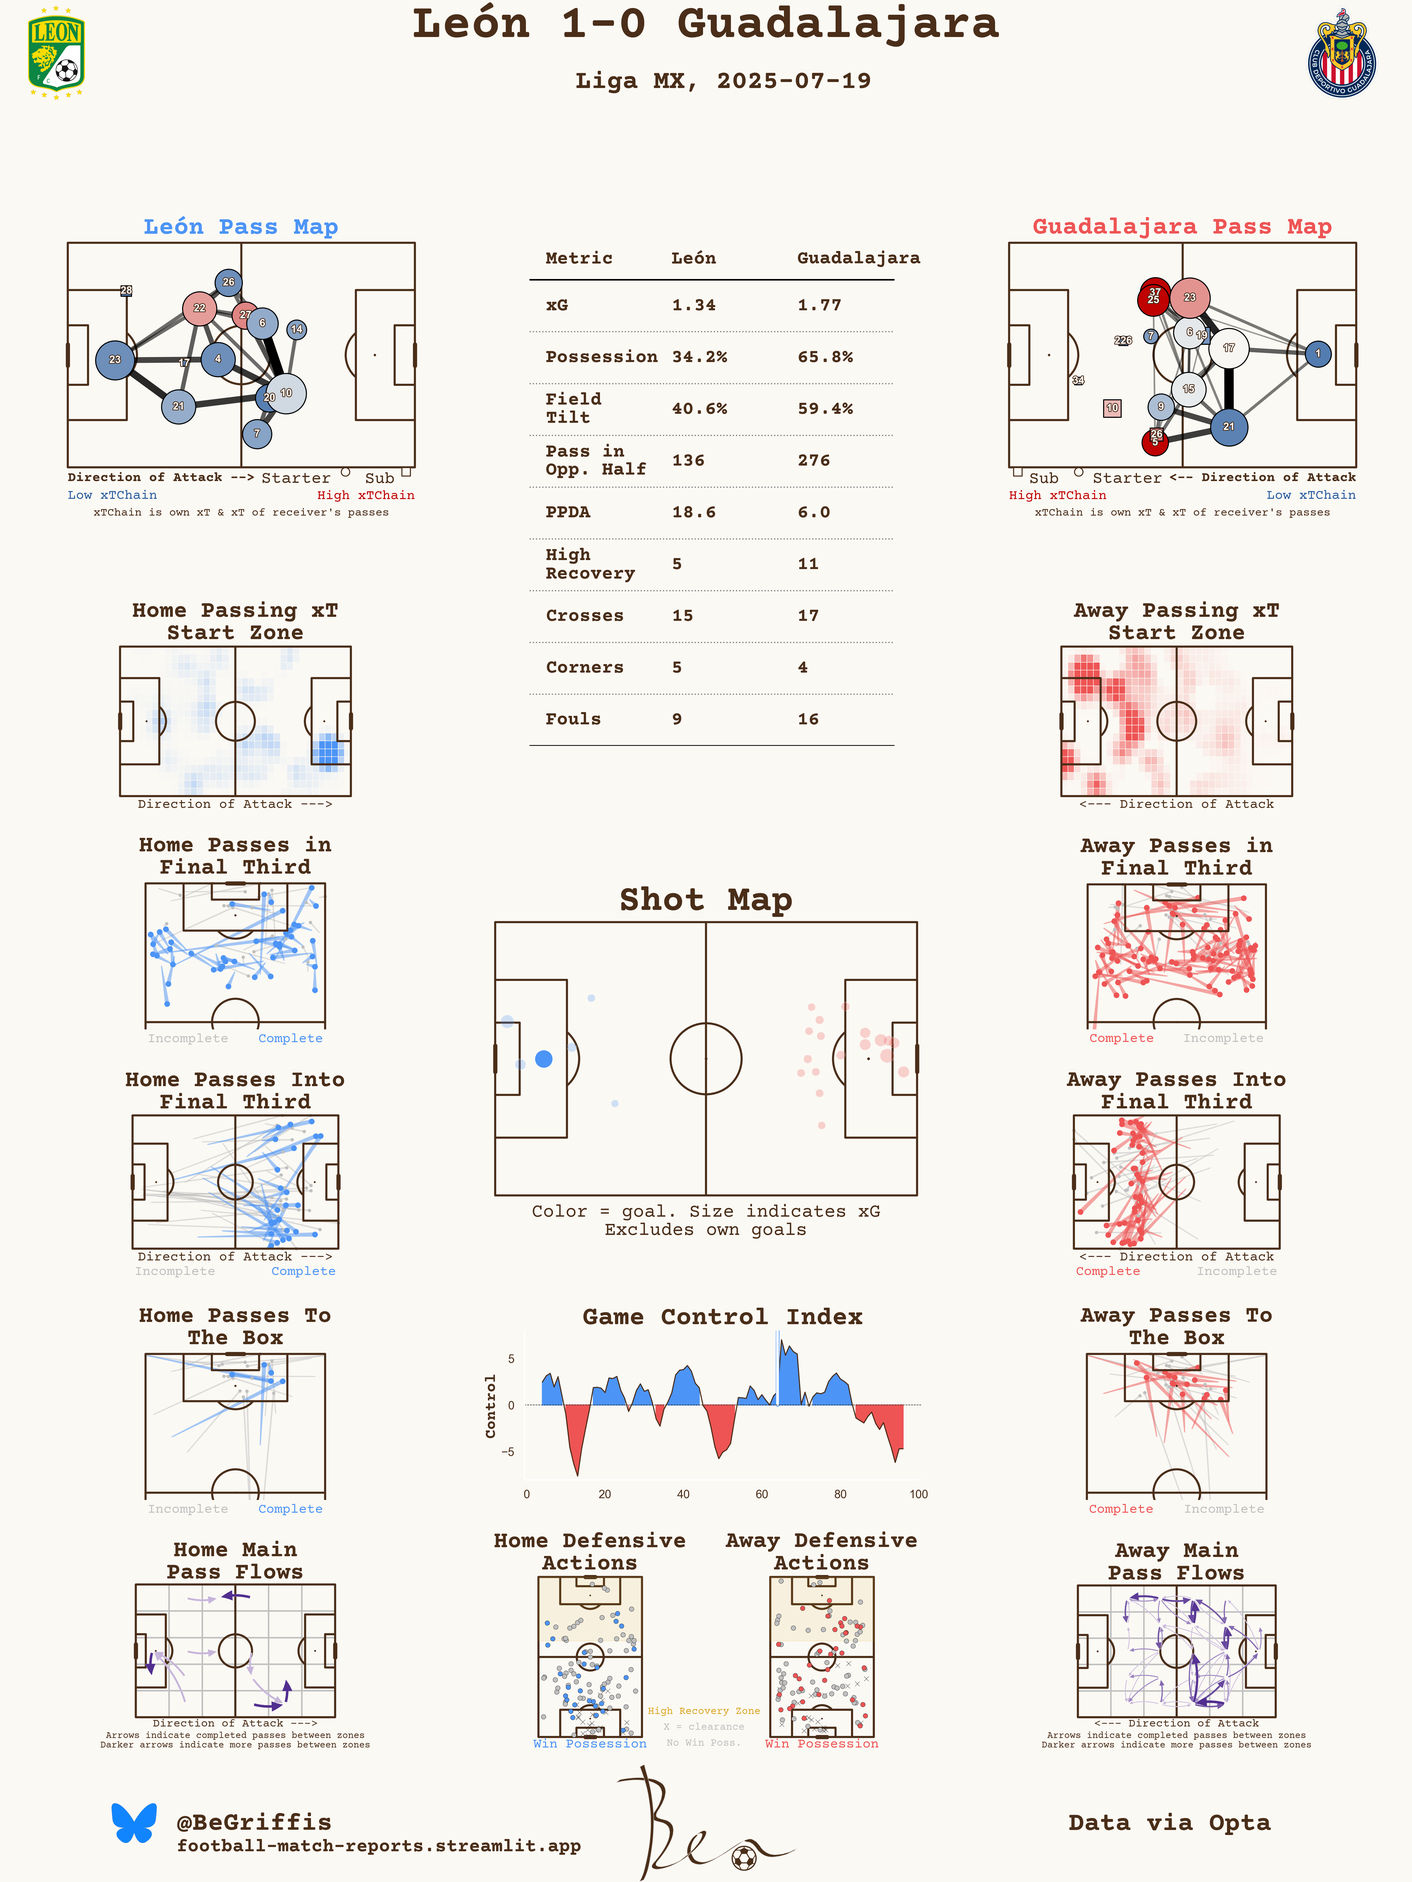 León 1-0 Guadalajara
Liga MX, 2025-07-19
LEON
F C
CLUB DEPORTIVO GUADALAJARA
León Pass Map
28
26
22
27
6
14
23
17
4
10
20
21
7
Direction of Attack --> Starter Sub
Low xTChain High xTChain
xTChain is own xT & xT of receiver's passes
Metric León Guadalajara
xG 1.34 1.77
Possession 34.2% 65.8%
Field
Tilt 40.6% 59.4%
Pass in
Opp. Half 136 276
PPDA 18.6 6.0
High
Recovery 5 11
Crosses 15 17
Corners 5 4
Fouls 9 16
Guadalajara Pass Map
37
25
23
6
19
7
226
17
1
34
15
10
9
21
26
5
Sub Starter <-- Direction of Attack
High xTChain Low xTChain
xTChain is own xT & xT of receiver's passes
Home Passing xT
Start Zone
Direction of Attack --->
Away Passing xT
Start Zone
<--- Direction of Attack
Home Passes in
Final Third
Incomplete Complete
Away Passes in
Final Third
Complete Incomplete
Shot Map
Color = goal. Size indicates xG
Excludes own goals
Home Passes Into
Final Third
Direction of Attack --->
Incomplete Complete
Away Passes Into
Final Third
<--- Direction of Attack
Complete Incomplete
Home Passes To
The Box
Incomplete Complete
Game Control Index
Control
5
0
−5
0 20 40 60 80 100
Away Passes To
The Box
Complete Incomplete
Home Main
Pass Flows
Direction of Attack --->
Arrows indicate completed passes between zones
Darker arrows indicate more passes between zones
Home Defensive
Actions
Win Possession
Away Defensive
Actions
Win Possession
High Recovery Zone
X = clearance
No Win Poss.
Away Main
Pass Flows
<--- Direction of Attack
Arrows indicate completed passes between zones
Darker arrows indicate more passes between zones
@BeGriffis
football-match-reports.streamlit.app
Ben
Data via Opta